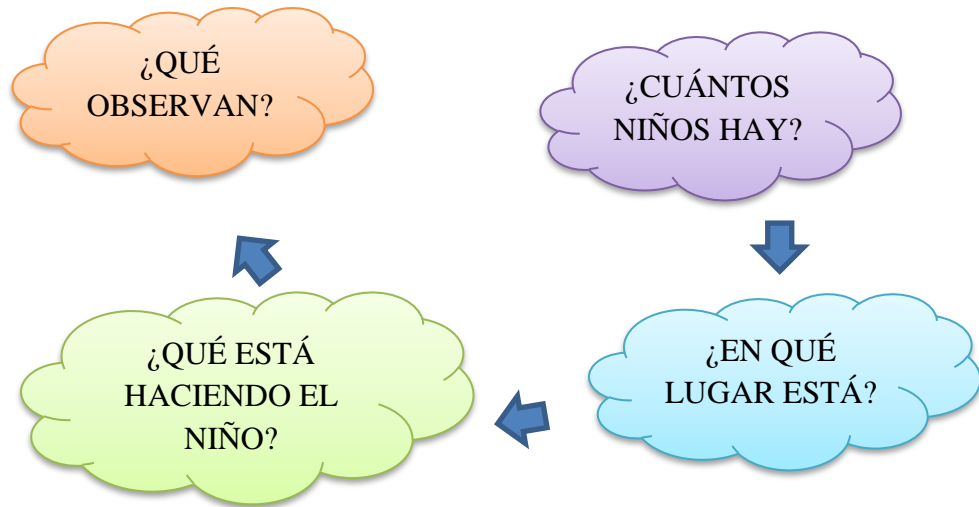 ¿QUÉ
OBSERVAN?
¿CUÁNTOS
NIÑOS HAY?
¿EN QUÉ
LUGAR ESTÁ?
¿QUÉ ESTÁ
HACIENDO EL
NIÑO?